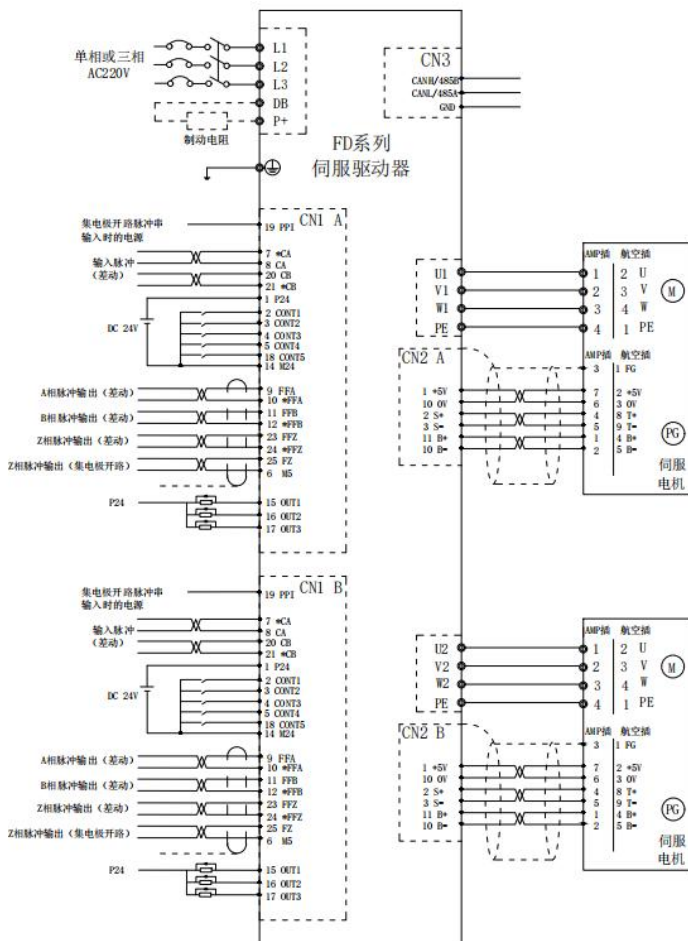 单相或三相
AC220V
L1
L2
L3
DB
P+
制动电阻
CN3
CANH/485B
CANL/485A
GND
FD系列
伺服驱动器
CN1 A
集电极开路脉冲串
输入时的电源
19 PPI
输入脉冲
(差动)
7 *CA
8 CA
20 CB
21 *CB
1 P24
DC 24V
2 CONT1
3 CONT2
4 CONT3
5 CONT4
18 CONT5
14 M24
A相脉冲输出(差动)
9 FFA
10 *FFA
B相脉冲输出(差动)
11 FFB
12 *FFB
Z相脉冲输出(差动)
23 FFZ
24 *FFZ
Z相脉冲输出(集电极开路)
25 FZ
6 M5
P24
15 OUT1
16 OUT2
17 OUT3
U1
V1
W1
PE
AMP插 航空插
1 2 U
2 3 V
3 4 W
4 1 PE
M
CN2 A
1 +5V
10 0V
2 S+
3 S-
11 B+
10 B-
AMP插 航空插
3 1 FG
7 2 +5V
6 3 0V
4 8 T+
5 9 T-
1 4 B+
2 5 B-
PG
伺服
电机
CN1 B
集电极开路脉冲串
输入时的电源
19 PPI
输入脉冲
(差动)
7 *CA
8 CA
20 CB
21 *CB
1 P24
DC 24V
2 CONT1
3 CONT2
4 CONT3
5 CONT4
18 CONT5
14 M24
A相脉冲输出(差动)
9 FFA
10 *FFA
B相脉冲输出(差动)
11 FFB
12 *FFB
Z相脉冲输出(差动)
23 FFZ
24 *FFZ
Z相脉冲输出(集电极开路)
25 FZ
6 M5
P24
15 OUT1
16 OUT2
17 OUT3
U2
V2
W2
PE
AMP插 航空插
1 2 U
2 3 V
3 4 W
4 1 PE
M
CN2 B
1 +5V
10 0V
2 S+
3 S-
11 B+
10 B-
AMP插 航空插
3 1 FG
7 2 +5V
6 3 0V
4 8 T+
5 9 T-
1 4 B+
2 5 B-
PG
伺服
电机